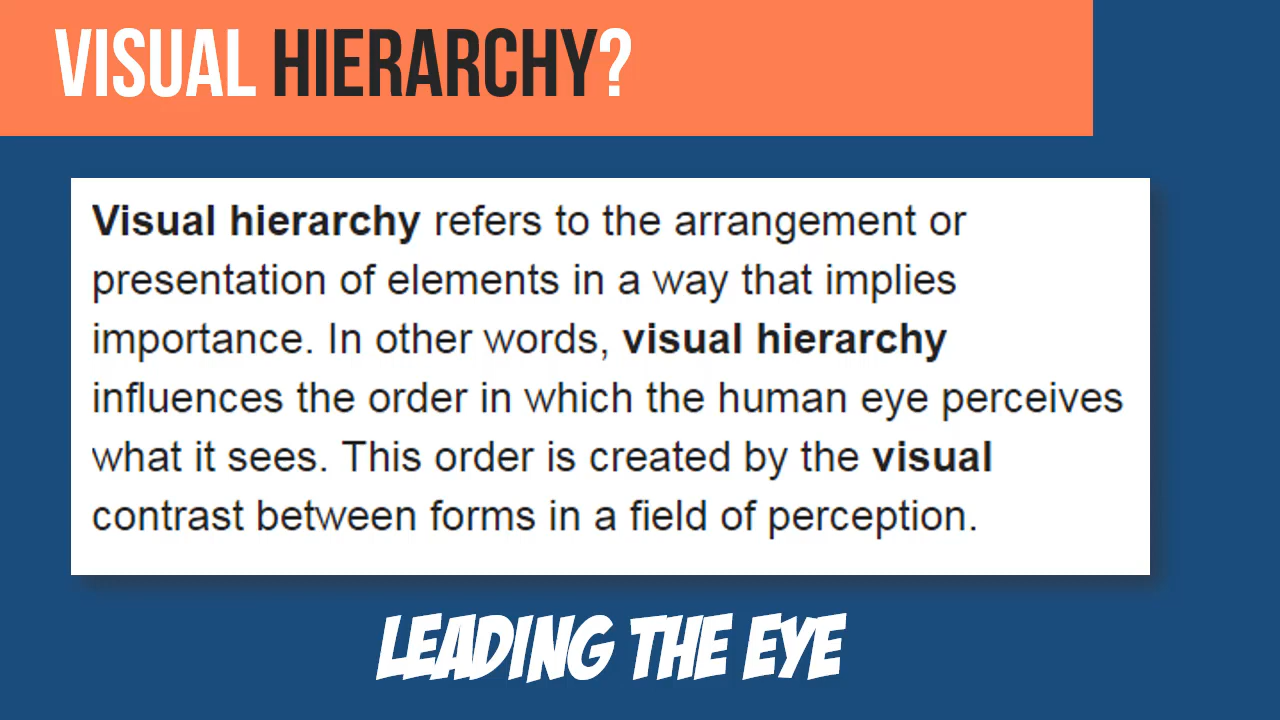 VISUAL HIERARCHY?
Visual hierarchy refers to the arrangement or
presentation of elements in a way that implies
importance. In other words, visual hierarchy
influences the order in which the human eye perceives
what it sees. This order is created by the visual
contrast between forms in a field of perception.
LEADING THE EYE